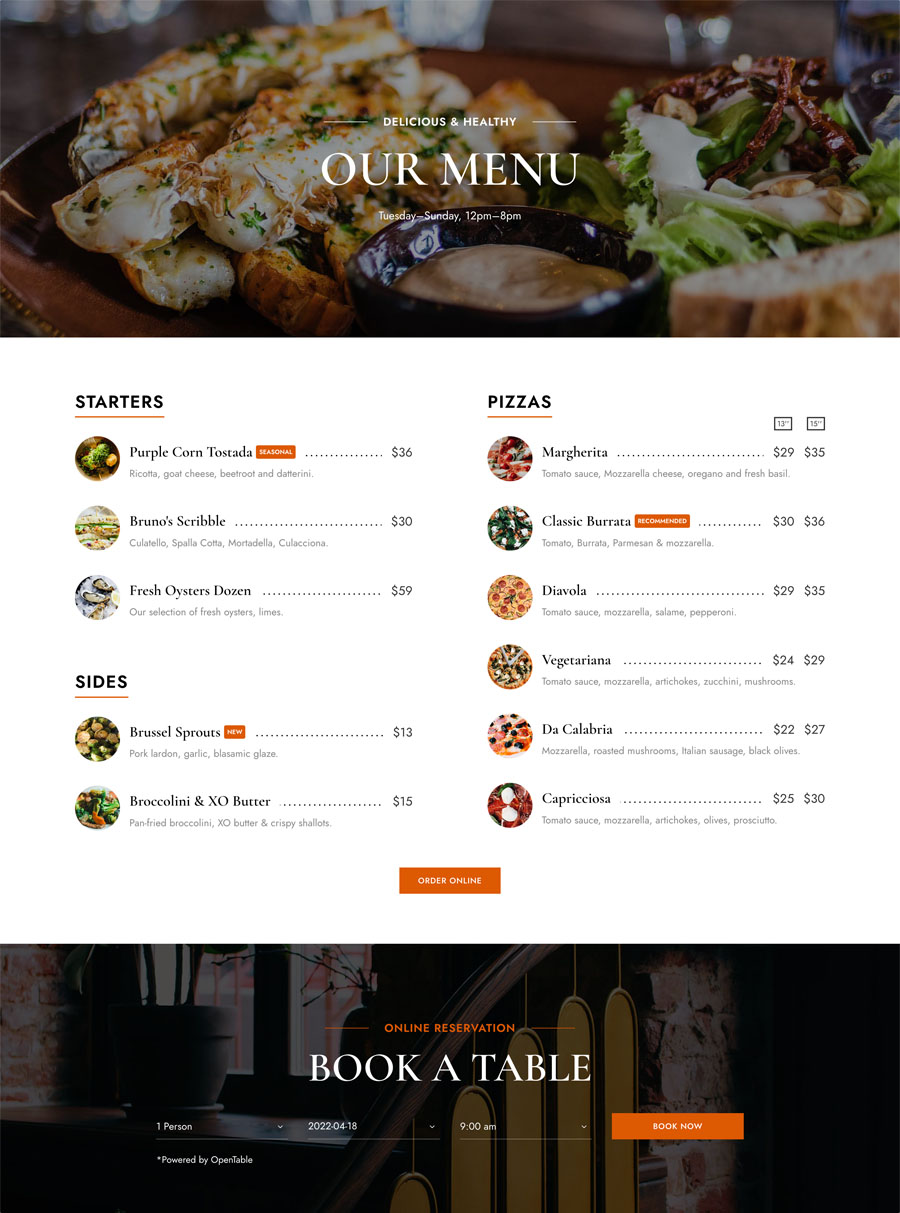 DELICIOUS & HEALTHY
OUR MENU
Tuesday–Sunday, 12pm–8pm
STARTERS
Purple Corn Tostada SEASONAL $36
Ricotta, goat cheese, beetroot and datterini.
Bruno's Scribble $30
Culatello, Spalla Cotta, Mortadella, Culacciona.
Fresh Oysters Dozen $59
Our selection of fresh oysters, limes.
SIDES
Brussel Sprouts NEW $13
Pork lardon, garlic, blasamic glaze.
Broccolini & XO Butter $15
Pan-fried broccolini, XO butter & crispy shallots.
PIZZAS
13'' 15''
Margherita $29 $35
Tomato sauce, Mozzarella cheese, oregano and fresh basil.
Classic Burrata RECOMMENDED $30 $36
Tomato, Burrata, Parmesan & mozzarella.
Diavola $29 $35
Tomato sauce, mozzarella, salame, pepperoni.
Vegetariana $24 $29
Tomato sauce, mozzarella, artichokes, zucchini, mushrooms.
Da Calabria $22 $27
Mozzarella, roasted mushrooms, Italian sausage, black olives.
Capricciosa $25 $30
Tomato sauce, mozzarella, artichokes, olives, prosciutto.
ORDER ONLINE
ONLINE RESERVATION
BOOK A TABLE
1 Person 2022-04-18 9:00 am BOOK NOW
*Powered by OpenTable